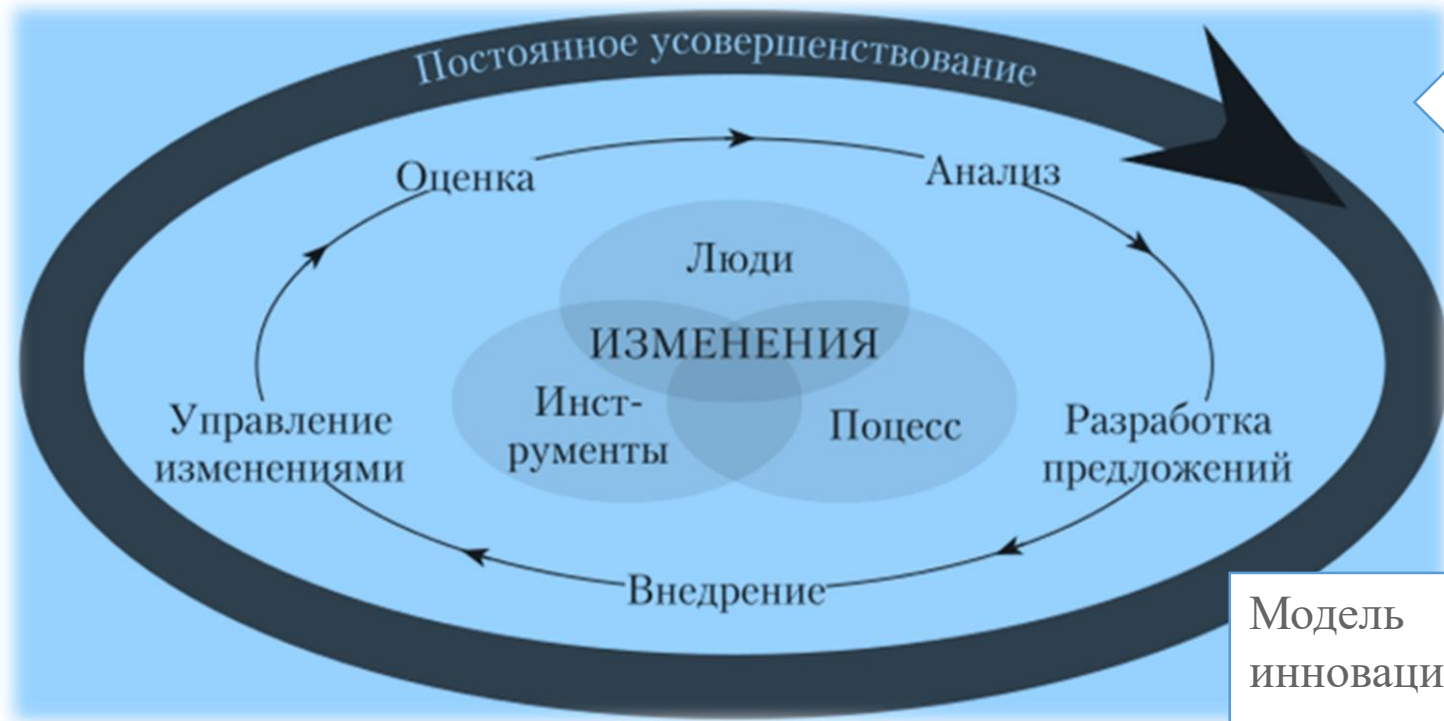 Постоянное усовершенствование
Оценка
Анализ
Люди
ИЗМЕНЕНИЯ
Инст-
рументы
Поцесс
Управление
изменениями
Разработка
предложений
Внедрение
Модель
инноваци